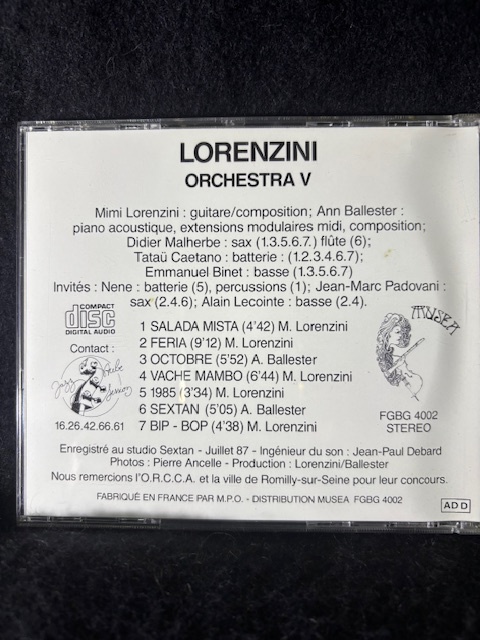 LORENZINI
ORCHESTRA V
Mimi Lorenzini : guitare/composition; Ann Ballester :
piano acoustique, extensions modulaires midi, composition;
Didier Malherbe : sax (1.3.5.6.7.) flûte (6);
Tataü Caetano : batterie : (1.2.3.4.6.7);
Emmanuel Binet : basse (1.3.5.6.7)
Invités : Nene : batterie (5), percussions (1); Jean-Marc Padovani :
sax (2.4.6); Alain Lecointe : basse (2.4).
COMPACT
disc
DIGITAL AUDIO
Contact :
Jazz
16.26.42.66.61
1 SALADA MISTA (4'42) M. Lorenzini
2 FERIA (9'12) M. Lorenzini
3 OCTOBRE (5'52) A. Ballester
4 VACHE MAMBO (6'44) M. Lorenzini
5 1985 (3'34) M. Lorenzini
6 SEXTAN (5'05) A. Ballester
7 BIP - BOP (4'38) M. Lorenzini
MUSEA
FGBG 4002
STEREO
Enregistré au studio Sextan - Juillet 87 - Ingénieur du son : Jean-Paul Debard
Photos : Pierre Ancelle - Production : Lorenzini/Ballester
Nous remercions l'O.R.C.C.A. et la ville de Romilly-sur-Seine pour leur concours.
FABRIQUÉ EN FRANCE PAR M.P.O. - DISTRIBUTION MUSEA FGBG 4002
ADD